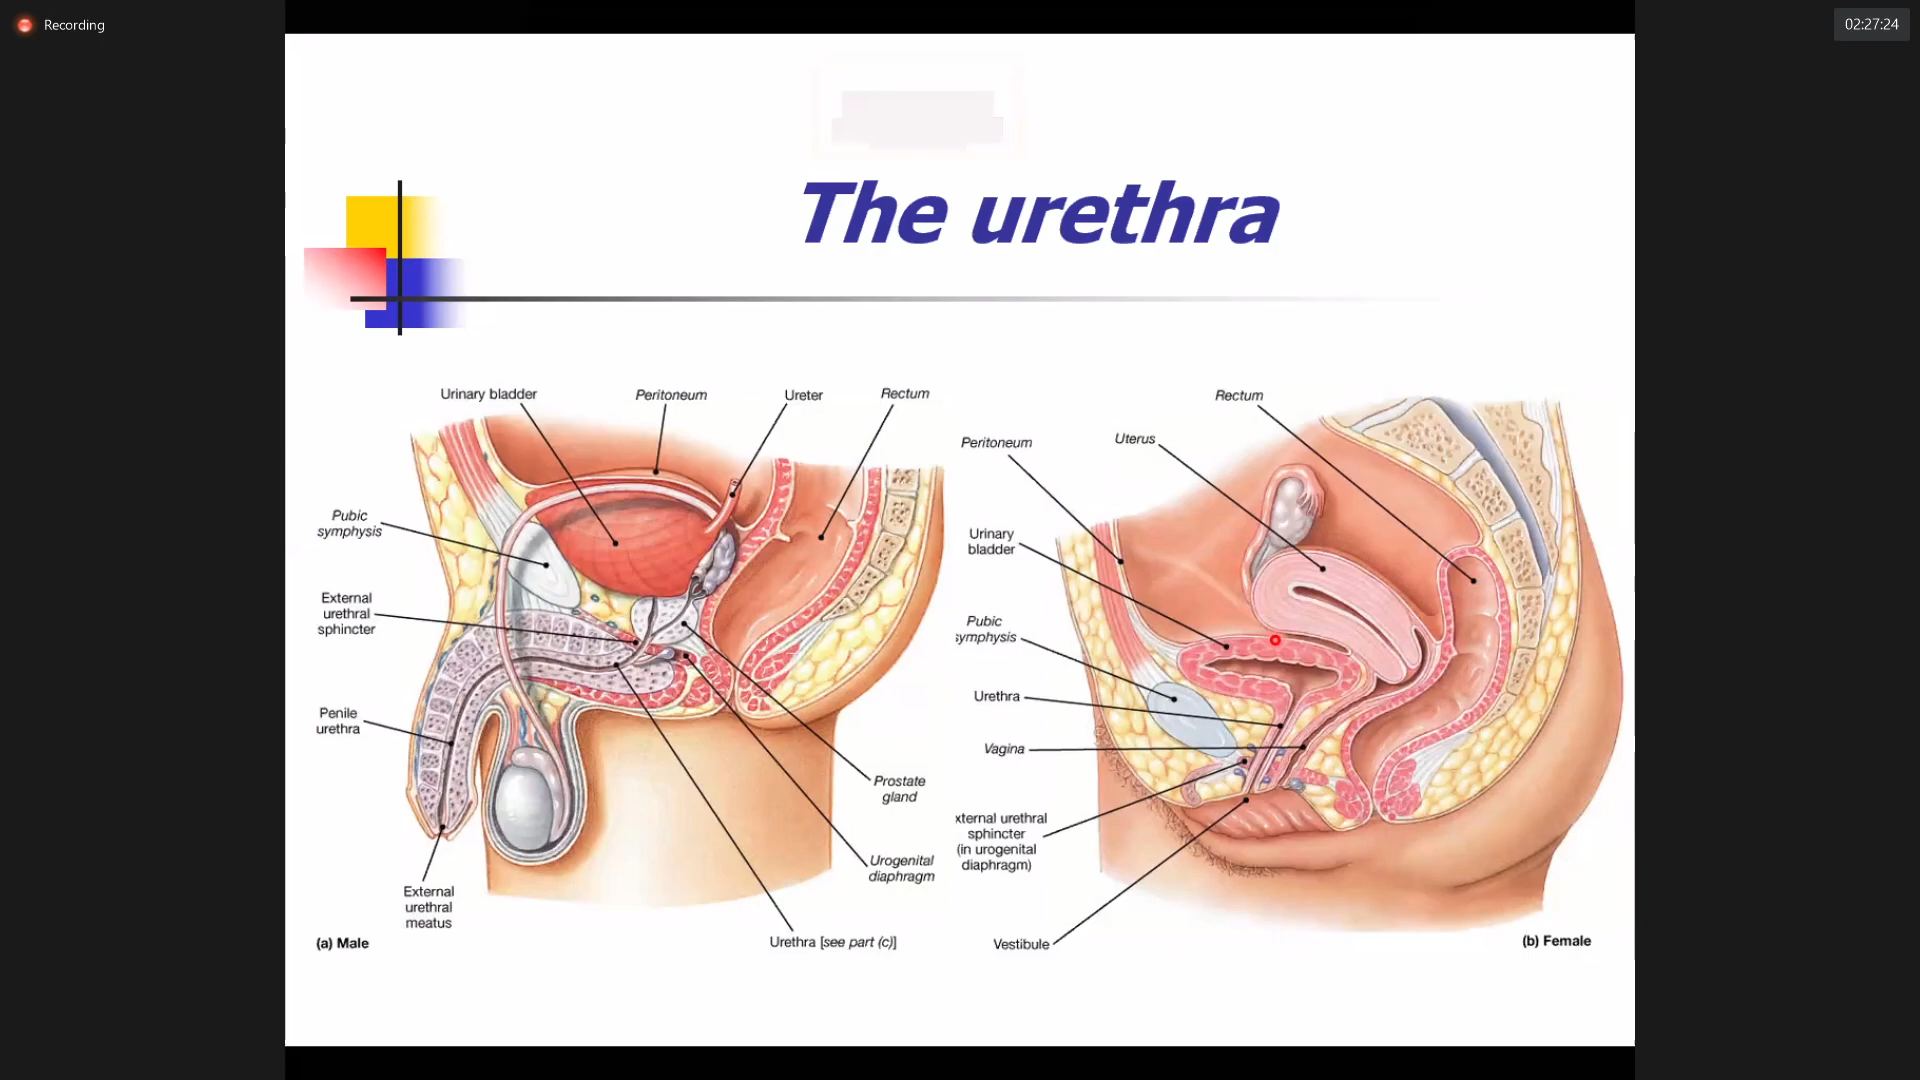 Recording
02:27:24
The urethra
Urinary bladder
Peritoneum
Ureter
Rectum
Pubic
symphysis
External
urethral
sphincter
Penile
urethra
External
urethral
meatus
Prostate
gland
Urogenital
diaphragm
Urethra [see part (c)]
(a) Male
Rectum
Peritoneum
Uterus
Urinary
bladder
Pubic
symphysis
Urethra
Vagina
xternal urethral
sphincter
(in urogenital
diaphragm)
Vestibule
(b) Female